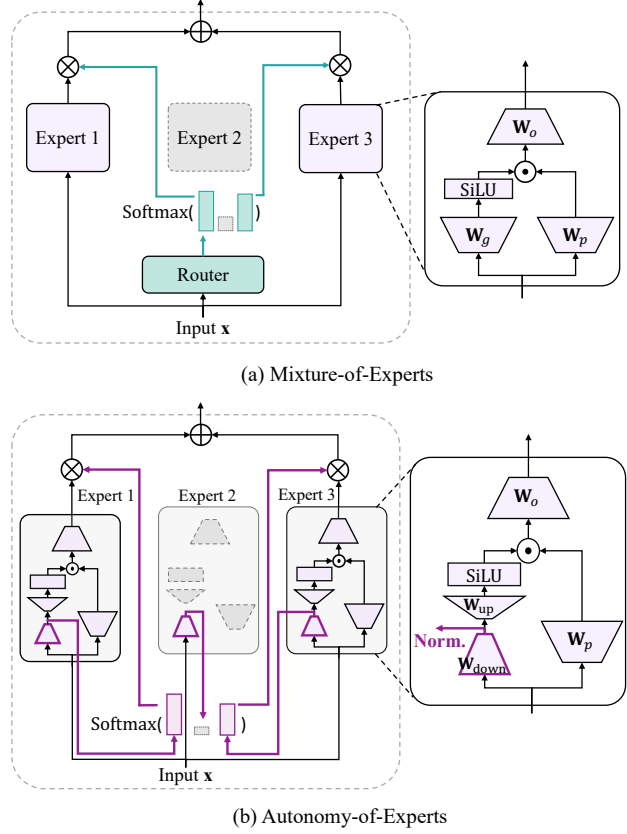 Expert 1
Expert 2
Expert 3
Softmax( )
Router
Input x
W_o
SiLU
W_g
W_p
(a) Mixture-of-Experts
Expert 1
Expert 2
Expert 3
Softmax( )
Input x
W_o
SiLU
W_up
Norm.
W_down
W_p
(b) Autonomy-of-Experts